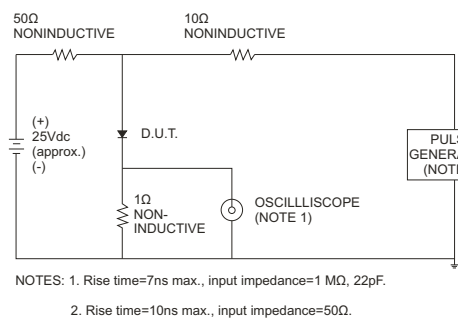 50Ω
NONINDUCTIVE
10Ω
NONINDUCTIVE
(+)
25Vdc
(approx.)
(-)
D.U.T.
1Ω
NON-
INDUCTIVE
OSCILLLISCOPE
(NOTE 1)
(NOTE
NOTES: 1. Rise time=7ns max., input impedance=1 MΩ, 22pF.
2. Rise time=10ns max., input impedance=50Ω.